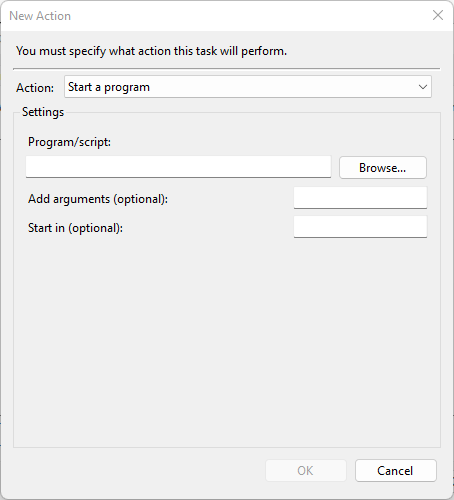 New Action
You must specify what action this task will perform.
Action: Start a program
Settings
Program/script:
Browse...
Add arguments (optional):
Start in (optional):
OK Cancel